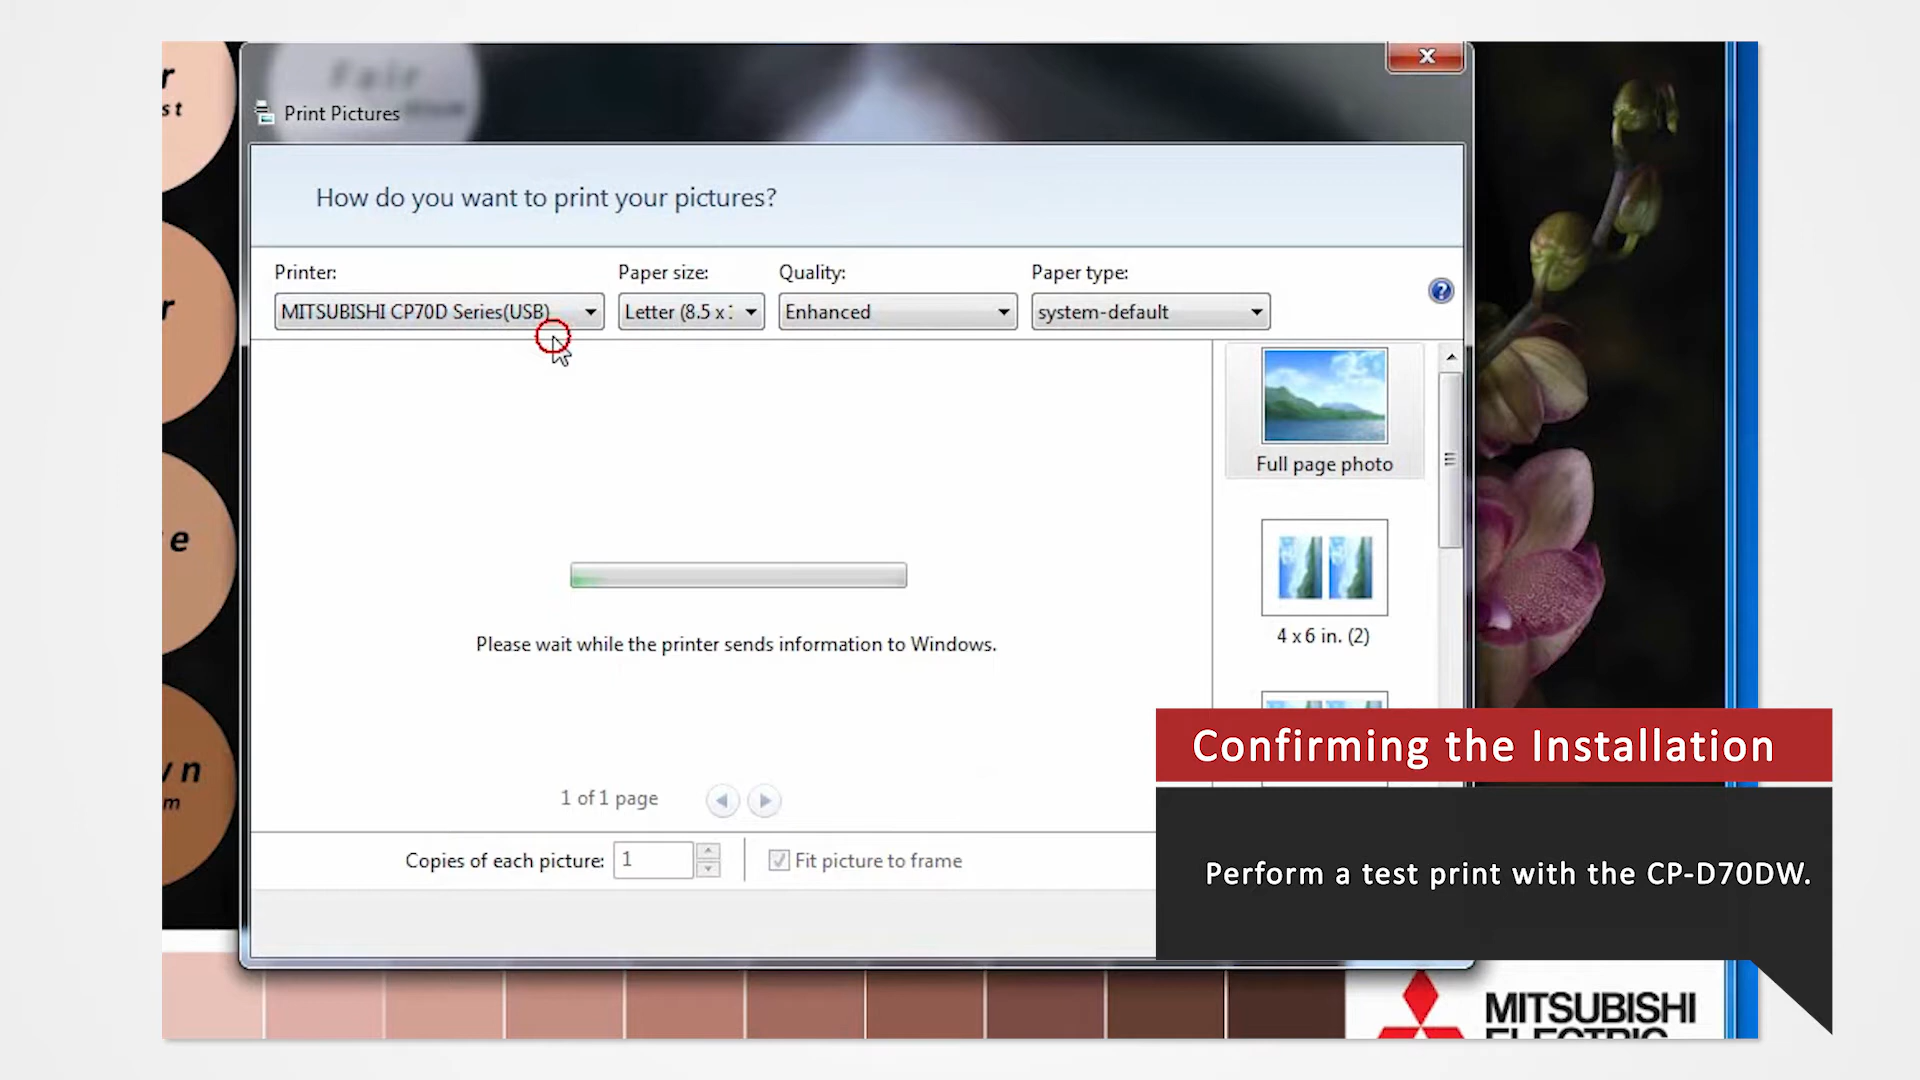 Fair
Print Pictures
How do you want to print your pictures?
Printer:
Paper size:
Quality:
Paper type:
MITSUBISHI CP70D Series(USB)
Letter (8.5 x
Enhanced
system-default
Full page photo
4 x 6 in. (2)
Please wait while the printer sends information to Windows.
1 of 1 page
Copies of each picture:
1
Fit picture to frame
Confirming the Installation
Perform a test print with the CP-D70DW.
r
st
r
e
n
m
MITSUBISHI
ELECTRIC